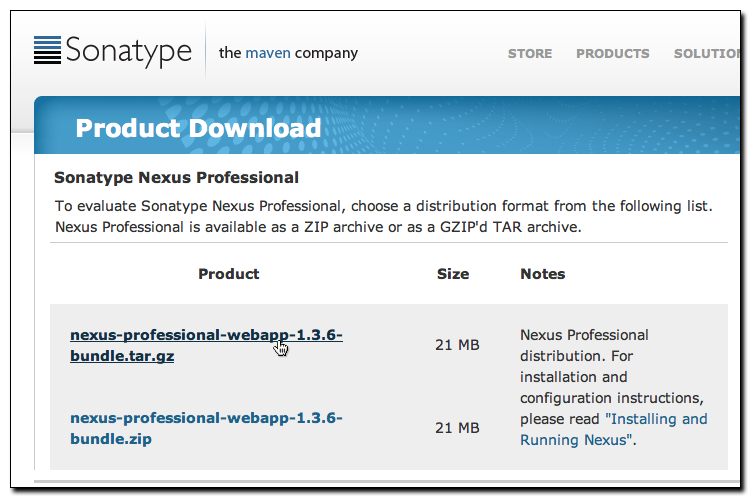 Sonatype
the maven company
STORE PRODUCTS SOLUTION
Product Download
Sonatype Nexus Professional
To evaluate Sonatype Nexus Professional, choose a distribution format from the following list.
Nexus Professional is available as a ZIP archive or as a GZIP'd TAR archive.
Product Size Notes
nexus-professional-webapp-1.3.6-
bundle.tar.gz
21 MB
nexus-professional-webapp-1.3.6-
bundle.zip
21 MB
Nexus Professional
distribution. For
installation and
configuration instructions,
please read "Installing and
Running Nexus".